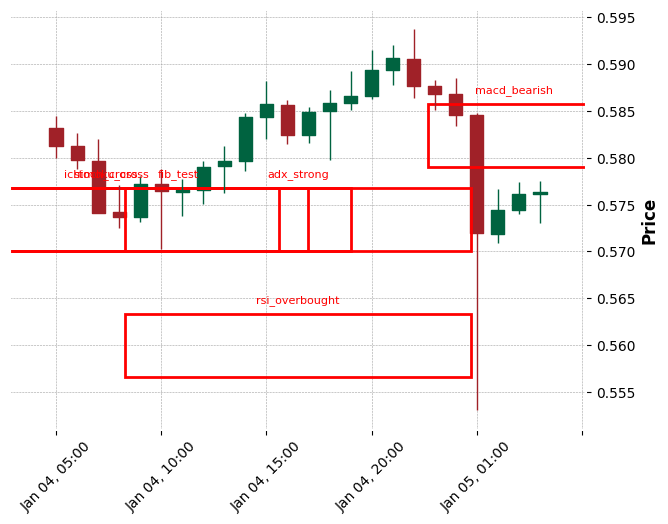 0.595
0.590
macd_bearish
0.585
0.580
fib_test
adx_strong
0.575
Price
0.570
rsi_overbought
0.565
0.560
0.555
Jan 04, 05:00
Jan 04, 10:00
Jan 04, 15:00
Jan 04, 20:00
Jan 05, 01:00